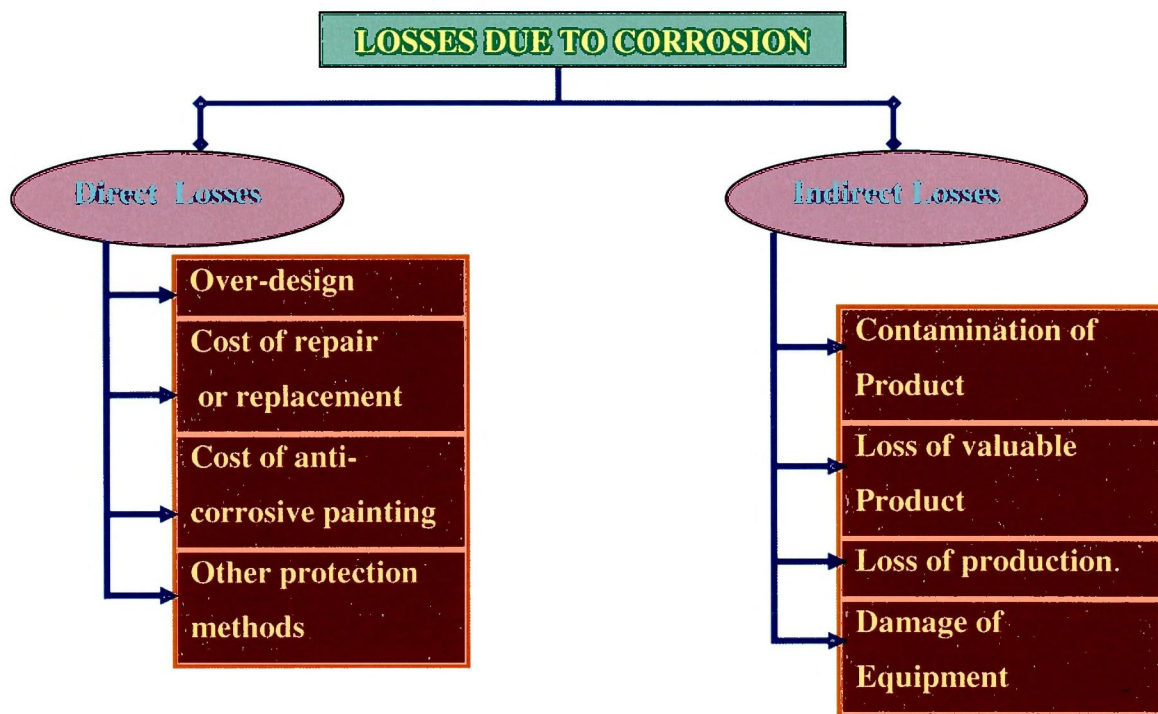 LOSSES DUE TO CORROSION
Direct Losses
Over-design
Cost of repair
or replacement
Cost of anti-
corrosive painting
Other protection
methods
Indirect Losses
Contamination of
Product
Loss of valuable
Product
Loss of production.
Damage of
Equipment